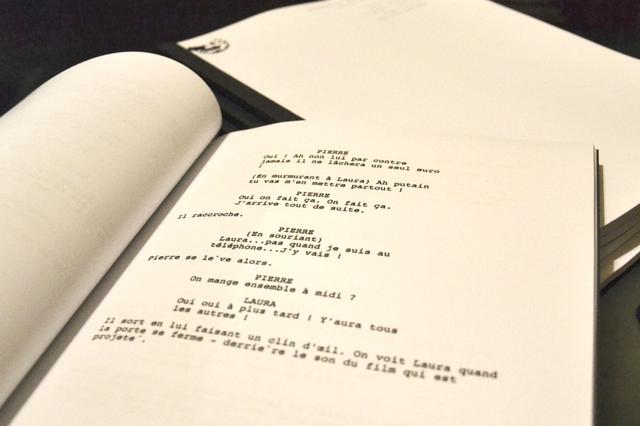 PIERRE
Oui ! Ah non lui par contre
jamais il ne lâchera un seul euro
!
(En murmurant à Laura) Ah putain
tu vas m'en mettre partout !
PIERRE
Oui on fait ça. On fait ça.
J'arrive tout de suite.
Il raccroche.
PIERRE
(En souriant)
Laura...pas quand je suis au
téléphone...J'y vais !
Pierre se le`ve alors.
PIERRE
On mange ensemble à midi ?
LAURA
Oui oui à plus tard ! Y'aura tous
les autres !
Il sort en lui faisant un clin d'œil. On voit Laura quand
la porte se ferme - derrie`re le son du film qui est
projete´.